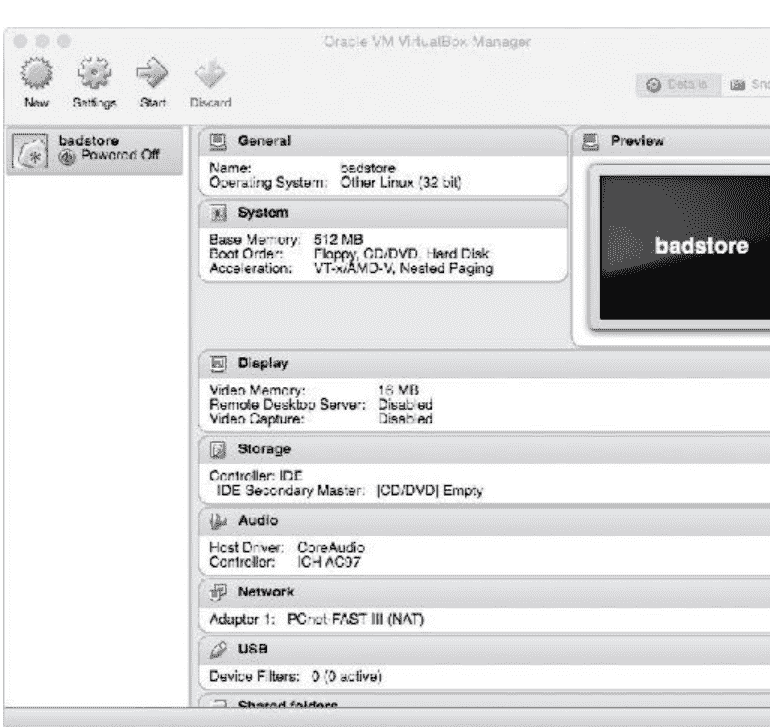 Oracle VM VirtualBox Manager
New Settings Start Discard Details
badstore
Powered Off
General
Name: badstore
Operating System: Other Linux (32 bit)
System
Base Memory: 512 MB
Boot Order: Floppy, CD/DVD, Hard Disk
Acceleration: VT-x/AMD-V, Nested Paging
Preview
badstore
Display
Video Memory: 16 MB
Remote Desktop Server: Disabled
Video Capture: Disabled
Storage
Controller: IDE
IDE Secondary Master: [CD/DVD] Empty
Audio
Host Driver: CoreAudio
Controller: ICH AC97
Network
Adapter 1: PCnet-FAST III (NAT)
USB
Device Filters: 0 (0 active)
Shared folders